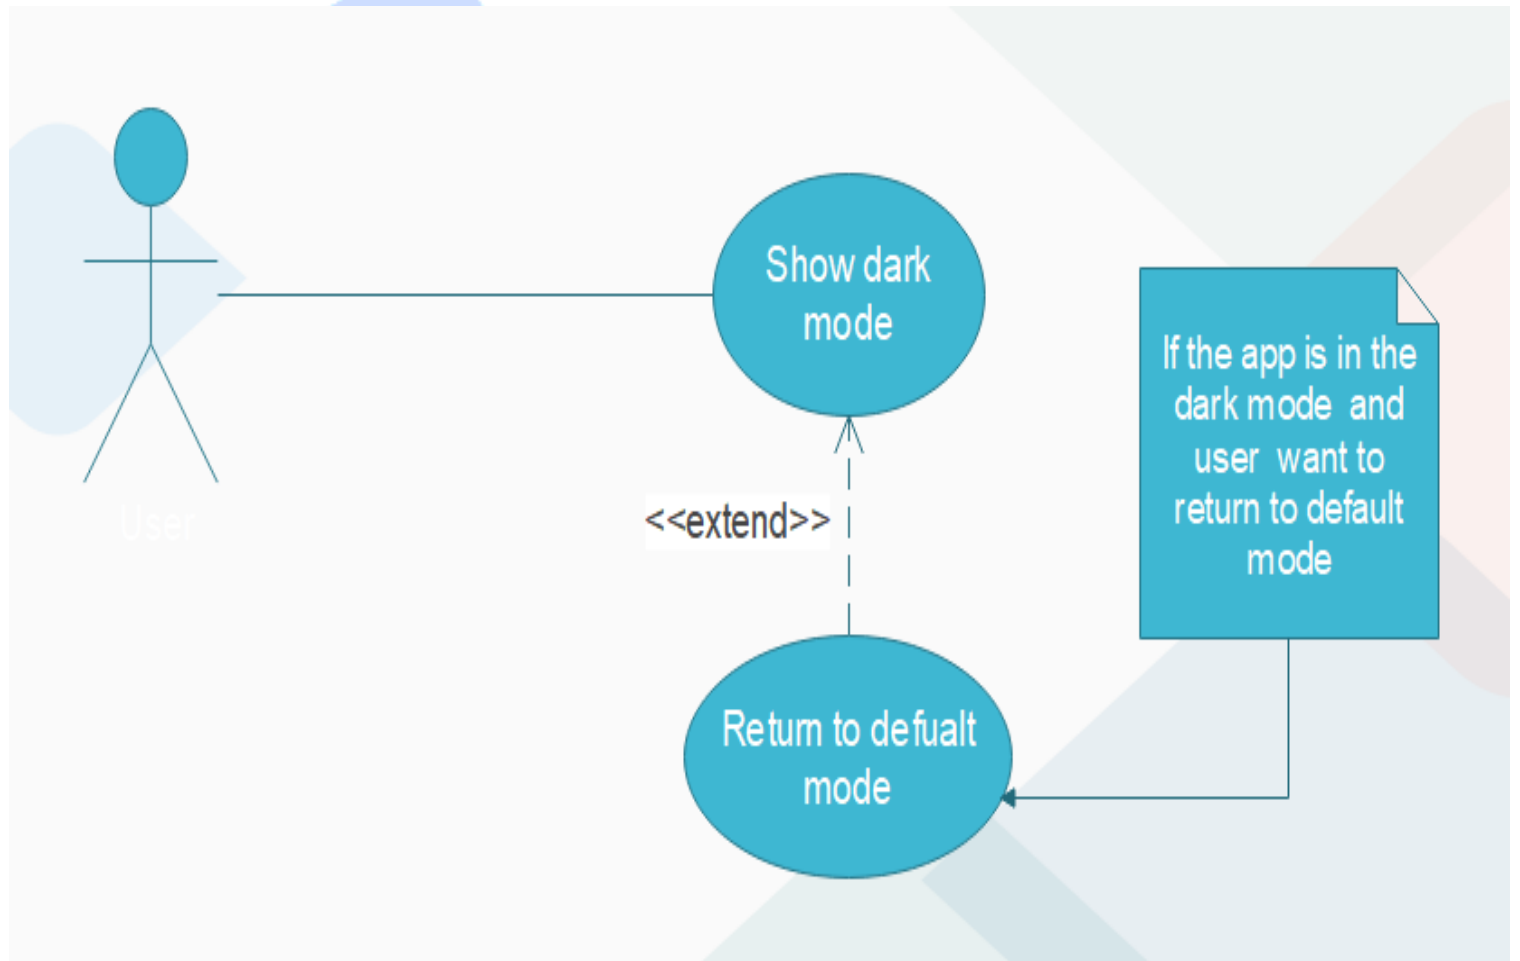 Show dark
mode
If the app is in the
dark mode and
user want to
return to default
mode
User
<<extend>>
Return to defualt
mode